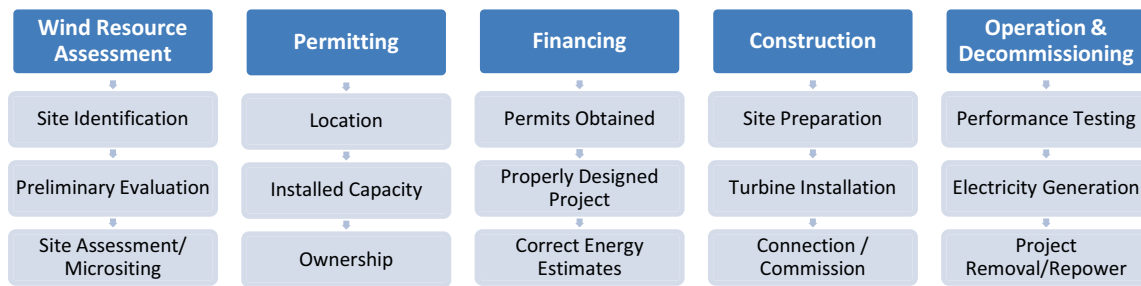 Wind Resource
Assessment
Site Identification
Preliminary Evaluation
Site Assessment/
Micrositing
Permitting
Location
Installed Capacity
Ownership
Financing
Permits Obtained
Properly Designed
Project
Correct Energy
Estimates
Construction
Site Preparation
Turbine Installation
Connection /
Commission
Operation &
Decommissioning
Performance Testing
Electricity Generation
Project
Removal/Repower